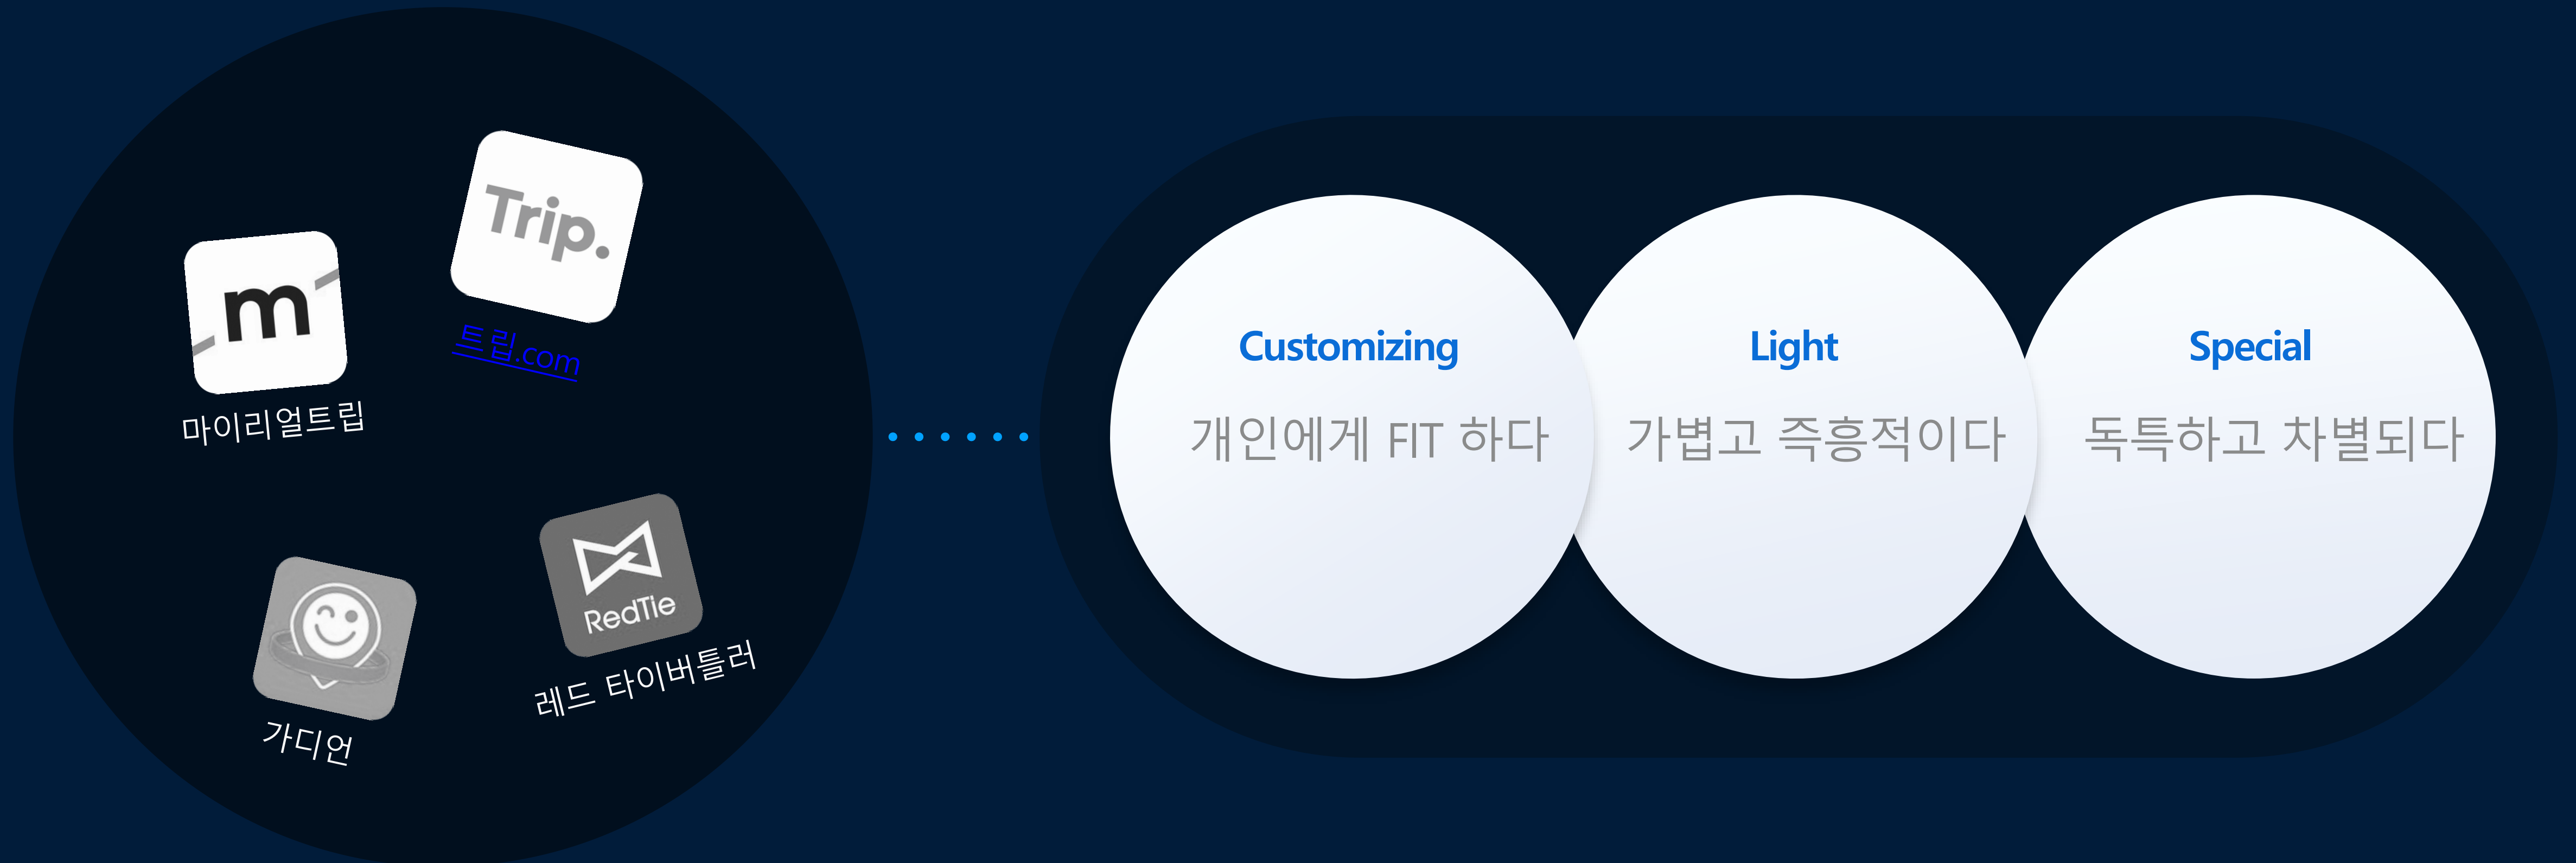 Trip.
m
트립.com
마이리얼트립
RedTie
레드 타이버틀러
가디언
Customizing
개인에게 FIT 하다
Light
가볍고 즉흥적이다
Special
독특하고 차별되다